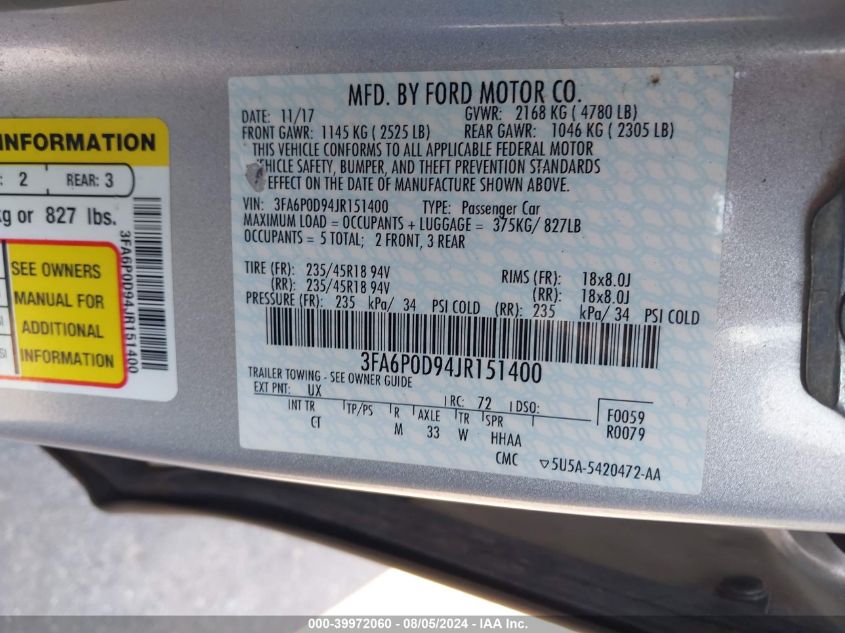 INFORMATION
: 2 REAR: 3
kg or 827 lbs.
SEE OWNERS
MANUAL FOR
ADDITIONAL
INFORMATION
3FA6P0D94JR151400
MFD. BY FORD MOTOR CO.
DATE: 11/17 GVWR: 2168 KG ( 4780 LB)
FRONT GAWR: 1145 KG ( 2525 LB) REAR GAWR: 1046 KG ( 2305 LB)
THIS VEHICLE CONFORMS TO ALL APPLICABLE FEDERAL MOTOR
VEHICLE SAFETY, BUMPER, AND THEFT PREVENTION STANDARDS
EFFECT ON THE DATE OF MANUFACTURE SHOWN ABOVE.
VIN: 3FA6P0D94JR151400 TYPE: Passenger Car
MAXIMUM LOAD = OCCUPANTS + LUGGAGE = 375KG/ 827LB
OCCUPANTS = 5 TOTAL; 2 FRONT, 3 REAR
TIRE (FR): 235/45R18 94V RIMS (FR): 18x8.0J
(RR): 235/45R18 94V (RR): 18x8.0J
PRESSURE (FR): 235 kPa/ 34 PSI COLD (RR): 235 kPa/ 34 PSI COLD
3FA6P0D94JR151400
TRAILER TOWING - SEE OWNER GUIDE
EXT PNT: UX RC: 72 DSO: F0059
INT TR TP/PS R AXLE TR SPR R0079
CT M 33 W HHAA
CMC ▽5U5A-5420472-AA
000-39972060 - 08/05/2024 - IAA Inc.